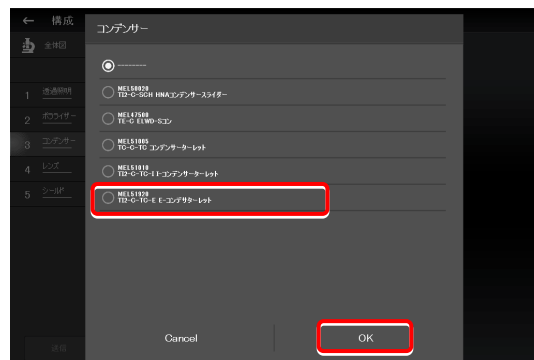 ← 構成
全体図
1 透過照明
2 ポラライザー
3 コンデンサー
4 レンズ
5 シールド
送信
コンデンサー
--------
MEL50020
TI2-C-SCH HNAコンデンサースライダー
MEL47500
TE-C ELWD-Sコン
MEL51005
TC-C-TC コンデンサーターレット
MEL51010
TI2-C-TC-I I-コンデンサーターレット
MEL51920
TI2-C-TC-E E-コンデサターレット
Cancel
OK